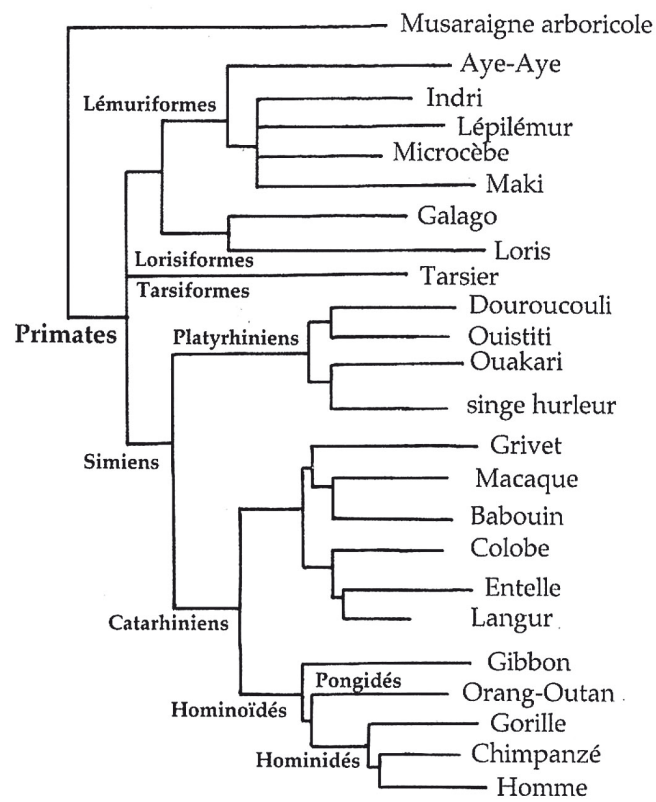 Musaraigne arboricole
Aye-Aye
Lémuriformes
Indri
Lépilémur
Microcèbe
Maki
Galago
Loris
Lorisiformes
Tarsier
Tarsiformes
Douroucouli
Primates
Platyrhiniens
Ouistiti
Ouakari
singe hurleur
Grivet
Simiens
Macaque
Babouin
Colobe
Entelle
Langur
Catarhiniens
Gibbon
Pongidés
Orang-Outan
Hominoïdés
Gorille
Hominidés
Chimpanzé
Homme